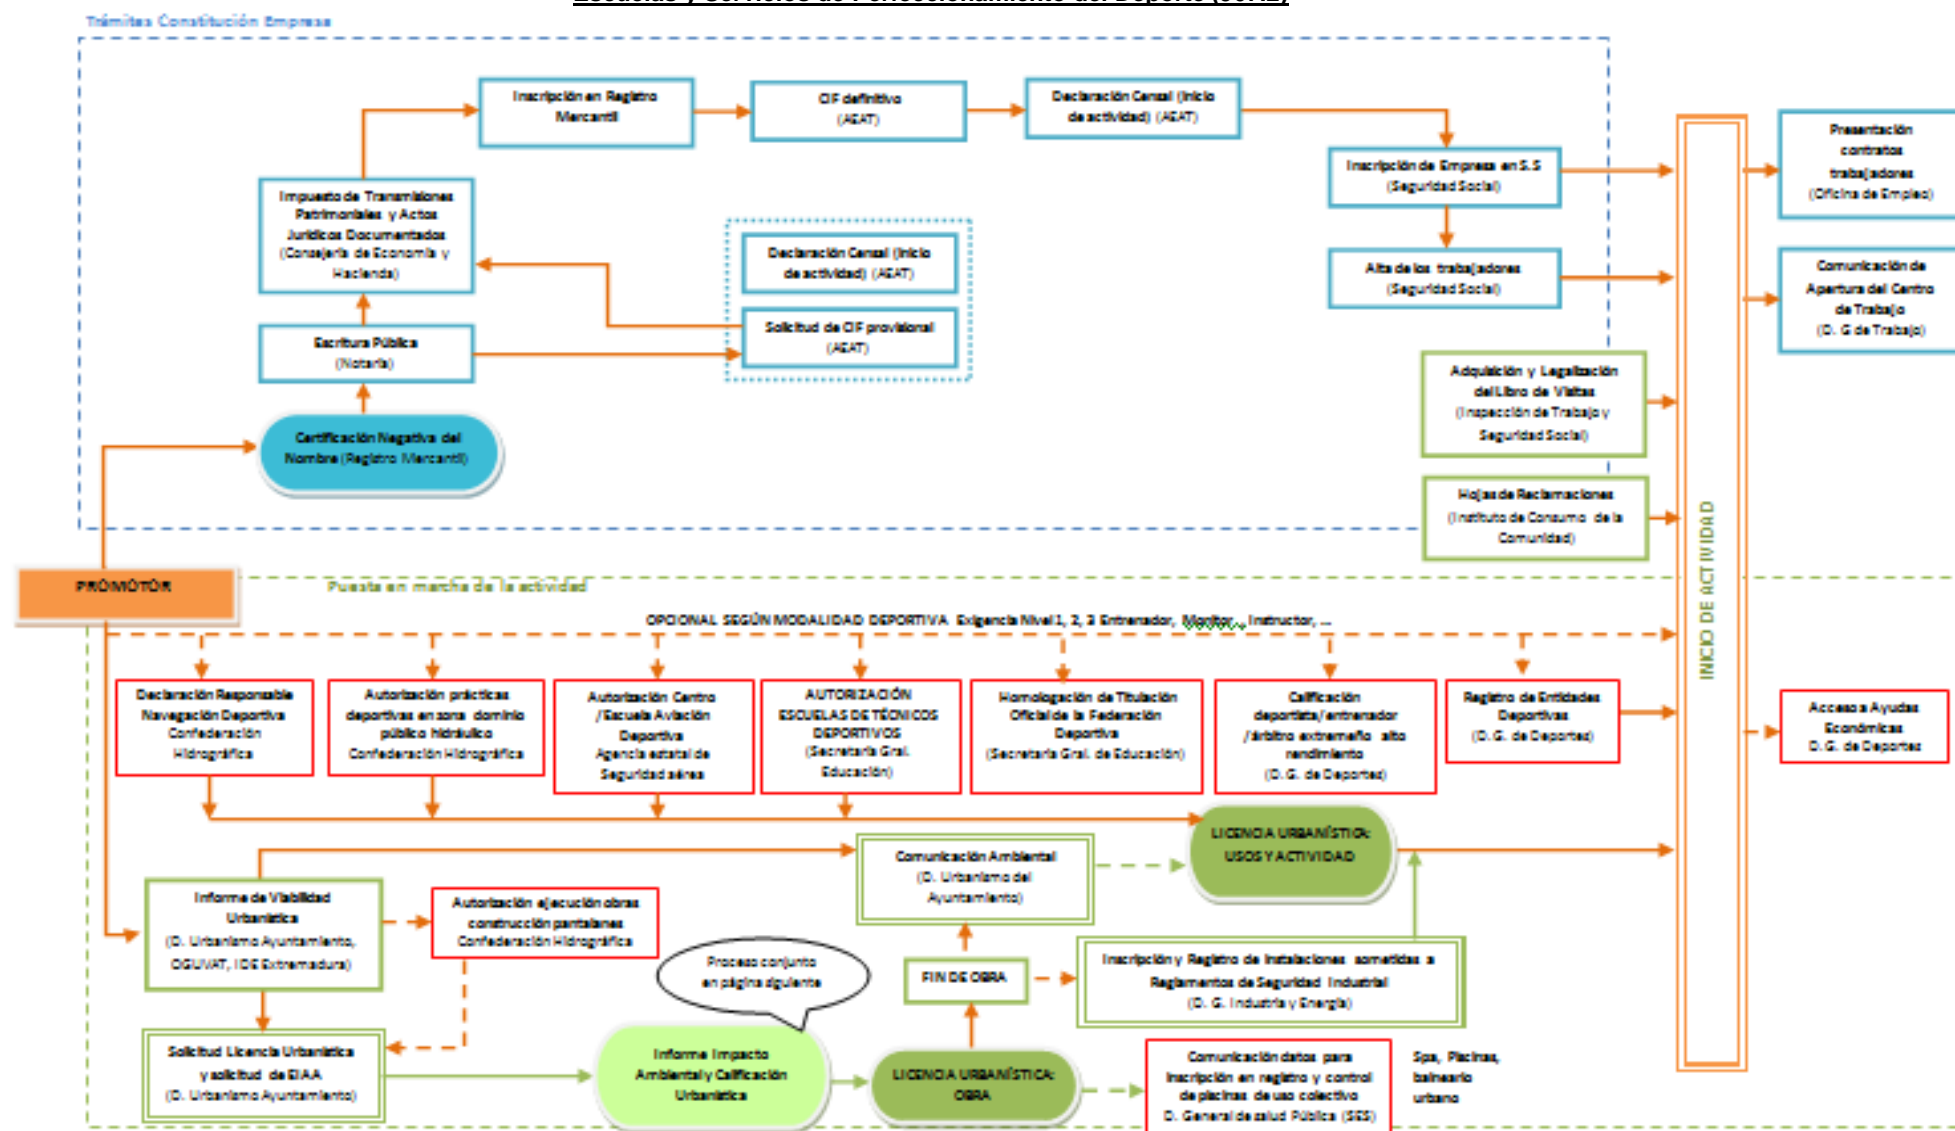 Escuelas y Servicios de Perfeccionamiento del Deporte
Trámites Constitución Empresa
Inscripción en Registro
Mercantil
CIF definitivo
(AEAT)
Declaración Censal (Inicio
de actividad) (AEAT)
Inscripción de Empresa en S.S
(Seguridad Social)
Alta de los trabajadores
(Seguridad Social)
Impuesto de Transmisiones
Patrimoniales y Actos
Jurídicos Documentados
(Consejería de Economía y
Hacienda)
Declaración Censal (Inicio
de actividad) (AEAT)
Solicitud de CIF provisional
(AEAT)
Escritura Pública
(Notaría)
Certificación Negativa del
Nombre (Registro Mercantil)
Adquisición y Legalización
del Libro de Visitas
(Inspección de Trabajo y
Seguridad Social)
Hojas de Reclamaciones
(Instituto de Consumo de la
Comunidad)
INICIO DE ACTIVIDAD
Presentación
contratos
trabajadores
(Oficina de Empleo)
Comunicación de
Apertura del Centro
de Trabajo
(D. G de Trabajo)
PROMOTOR
Puesta en marcha de la actividad
OPCIONAL SEGÚN MODALIDAD DEPORTIVA Exigencia Nivel 1, 2, 3 Entrenador, Monitor, , Instructor, ...
Declaración Responsable
Navegación Deportiva
Confederación
Hidrográfica
Autorización prácticas
deportivas en zona dominio
público hidráulico
Confederación Hidrográfica
Autorización Centro
/Escuela Aviación
Deportiva
Agencia estatal de
Seguridad aérea
AUTORIZACIÓN
ESCUELAS DE TÉCNICOS
DEPORTIVOS
(Secretaría Gral.
Educación)
Homologación de Titulación
Oficial de la Federación
Deportiva
(Secretaría Gral. de Educación)
Calificación
deportista/entrenador
/árbitro extremeño alto
rendimiento
(D.G. de Deportes)
Registro de Entidades
Deportivas
(D.G. de Deportes)
Acceso a Ayudas
Económicas
D.G. de Deportes
LICENCIA URBANÍSTICA:
USOS Y ACTIVIDAD
Comunicación Ambiental
(D. Urbanismo del
Ayuntamiento)
Informe de Viabilidad
Urbanística
(D. Urbanismo Ayuntamiento,
OGUVAT, IDE Extremadura)
Autorización ejecución obras
construcción pantalanes
Confederación Hidrográfica
Proceso conjunto
en página siguiente
FIN DE OBRA
Inscripción y Registro de Instalaciones sometidas a
Reglamentos de Seguridad Industrial
(D. G. Industria y Energía)
Solicitud Licencia Urbanística
y solicitud de EIAA
(D. Urbanismo Ayuntamiento)
Informe Impacto
Ambiental y Calificación
Urbanística
LICENCIA URBANÍSTICA:
OBRA
Comunicación datos para
inscripción en registro y control
de piscinas de uso colectivo
D. General de salud Pública (SES)
Spa, Piscinas,
balneario
urbano